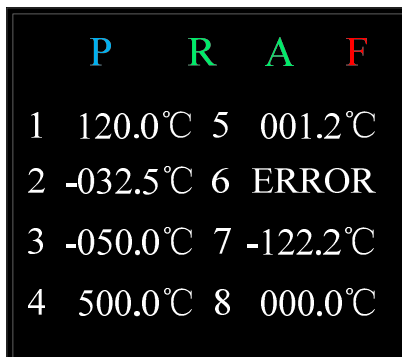 P R A F
1 120.0℃ 5 001.2℃
2 -032.5℃ 6 ERROR
3 -050.0℃ 7 -122.2℃
4 500.0℃ 8 000.0℃